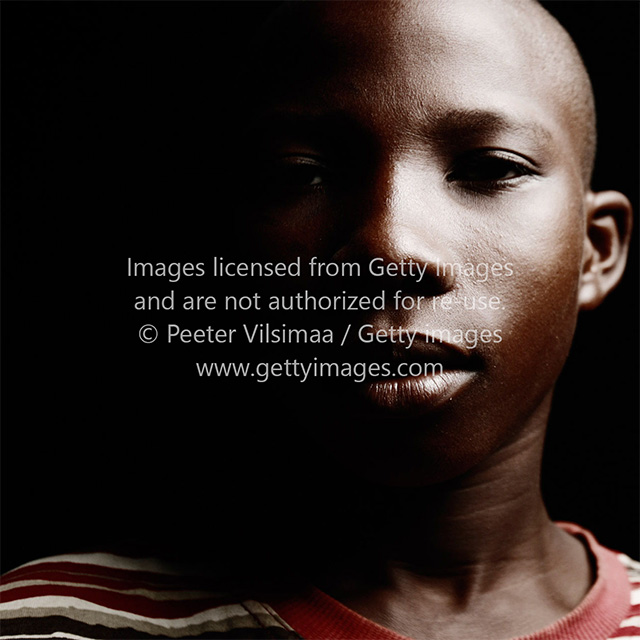 Images licensed from Getty Images
and are not authorized for re-use.
© Peeter Vilsimaa / Getty images
www.gettyimages.com